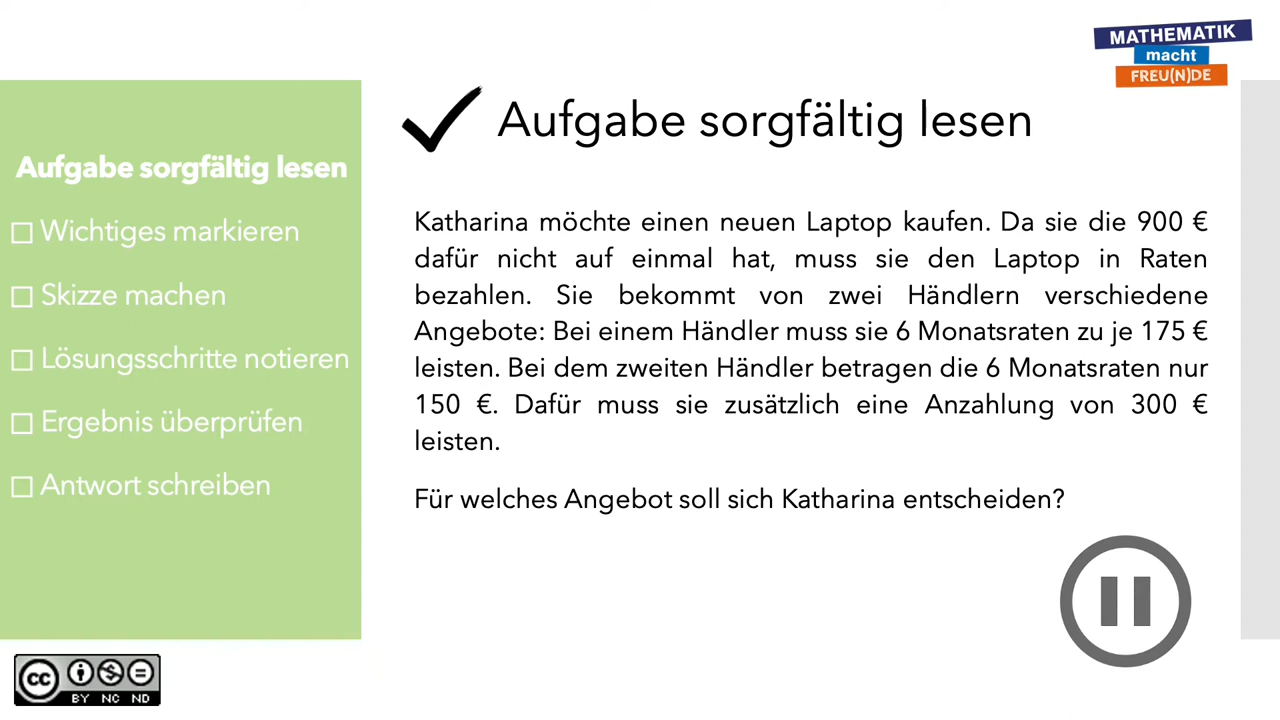 MATHEMATIK
macht
FREU(N)DE
Aufgabe sorgfältig lesen
Aufgabe sorgfältig lesen
Wichtiges markieren
Skizze machen
Lösungsschritte notieren
Ergebnis überprüfen
Antwort schreiben
Katharina möchte einen neuen Laptop kaufen. Da sie die 900 €
dafür nicht auf einmal hat, muss sie den Laptop in Raten
bezahlen. Sie bekommt von zwei Händlern verschiedene
Angebote: Bei einem Händler muss sie 6 Monatsraten zu je 175 €
leisten. Bei dem zweiten Händler betragen die 6 Monatsraten nur
150 €. Dafür muss sie zusätzlich eine Anzahlung von 300 €
leisten.
Für welches Angebot soll sich Katharina entscheiden?
cc
BY NC ND